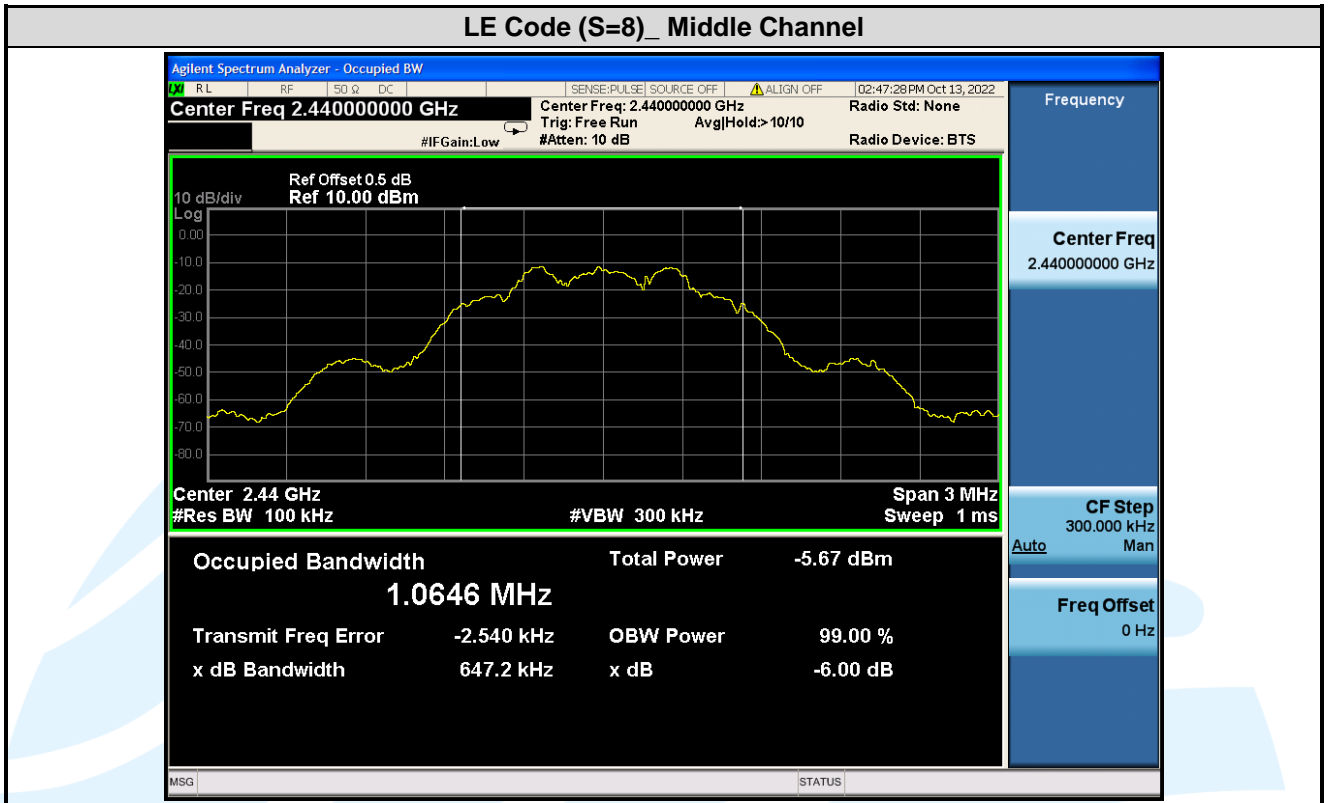 LE Code (S=8)_ Middle Channel
Agilent Spectrum Analyzer - Occupied BW
LXI RL RF 50 Ω DC SENSE:PULSE SOURCE OFF ALIGN OFF 02:47:28 PM Oct 13, 2022
Center Freq 2.440000000 GHz
Center Freq: 2.440000000 GHz Radio Std: None
Trig: Free Run Avg|Hold:>10/10
#IFGain:Low #Atten: 10 dB Radio Device: BTS
Ref Offset 0.5 dB
10 dB/div Ref 10.00 dBm
Log
0.00
-10.0
-20.0
-30.0
-40.0
-50.0
-60.0
-70.0
-80.0
Center 2.44 GHz Span 3 MHz
#Res BW 100 kHz #VBW 300 kHz Sweep 1 ms
Occupied Bandwidth Total Power -5.67 dBm
1.0646 MHz
Transmit Freq Error -2.540 kHz OBW Power 99.00 %
x dB Bandwidth 647.2 kHz x dB -6.00 dB
MSG STATUS
Frequency
Center Freq
2.440000000 GHz
CF Step
300.000 kHz
Auto Man
Freq Offset
0 Hz